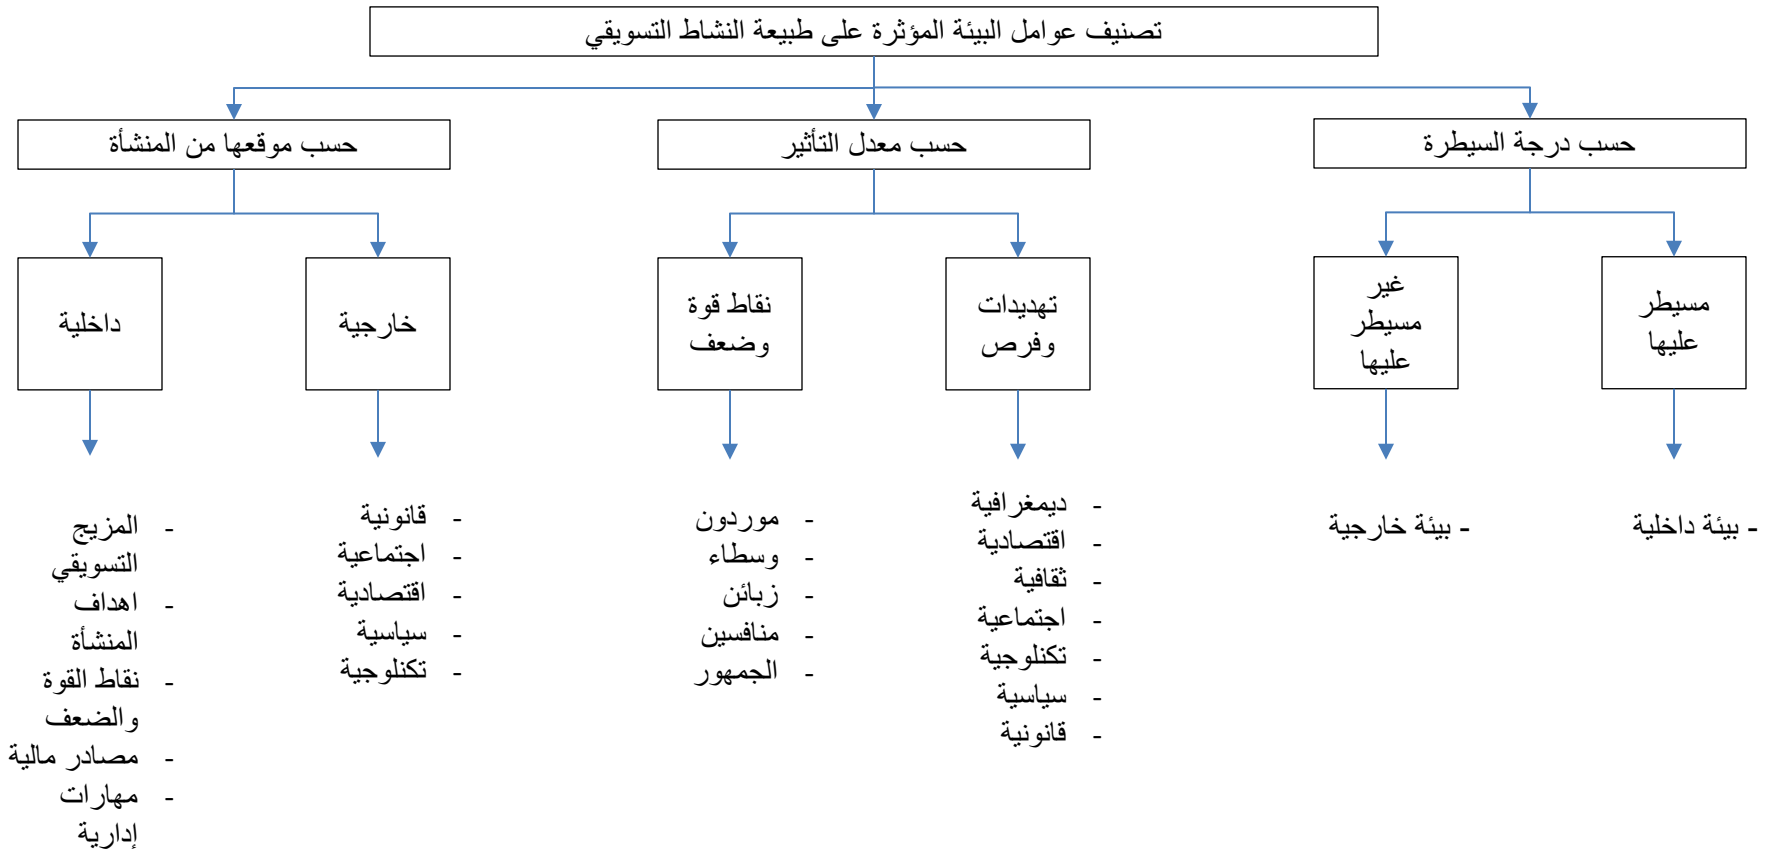 تصنيف عوامل البيئة المؤثرة على طبيعة النشاط التسويقي
حسب درجة السيطرة
حسب معدل التأثير
حسب موقعها من المنشأة
مسيطر
عليها
غير
مسيطر
عليها
تهديدات
وفرص
نقاط قوة
وضعف
خارجية
داخلية
- بيئة داخلية
- بيئة خارجية
- ديمغرافية
- اقتصادية
- ثقافية
- اجتماعية
- تكنلوجية
- سياسية
- قانونية
- موردون
- وسطاء
- زبائن
- منافسين
- الجمهور
- قانونية
- اجتماعية
- اقتصادية
- سياسية
- تكنلوجية
- المزيج
التسويقي
- اهداف
المنشأة
- نقاط القوة
والضعف
- مصادر مالية
- مهارات
إدارية